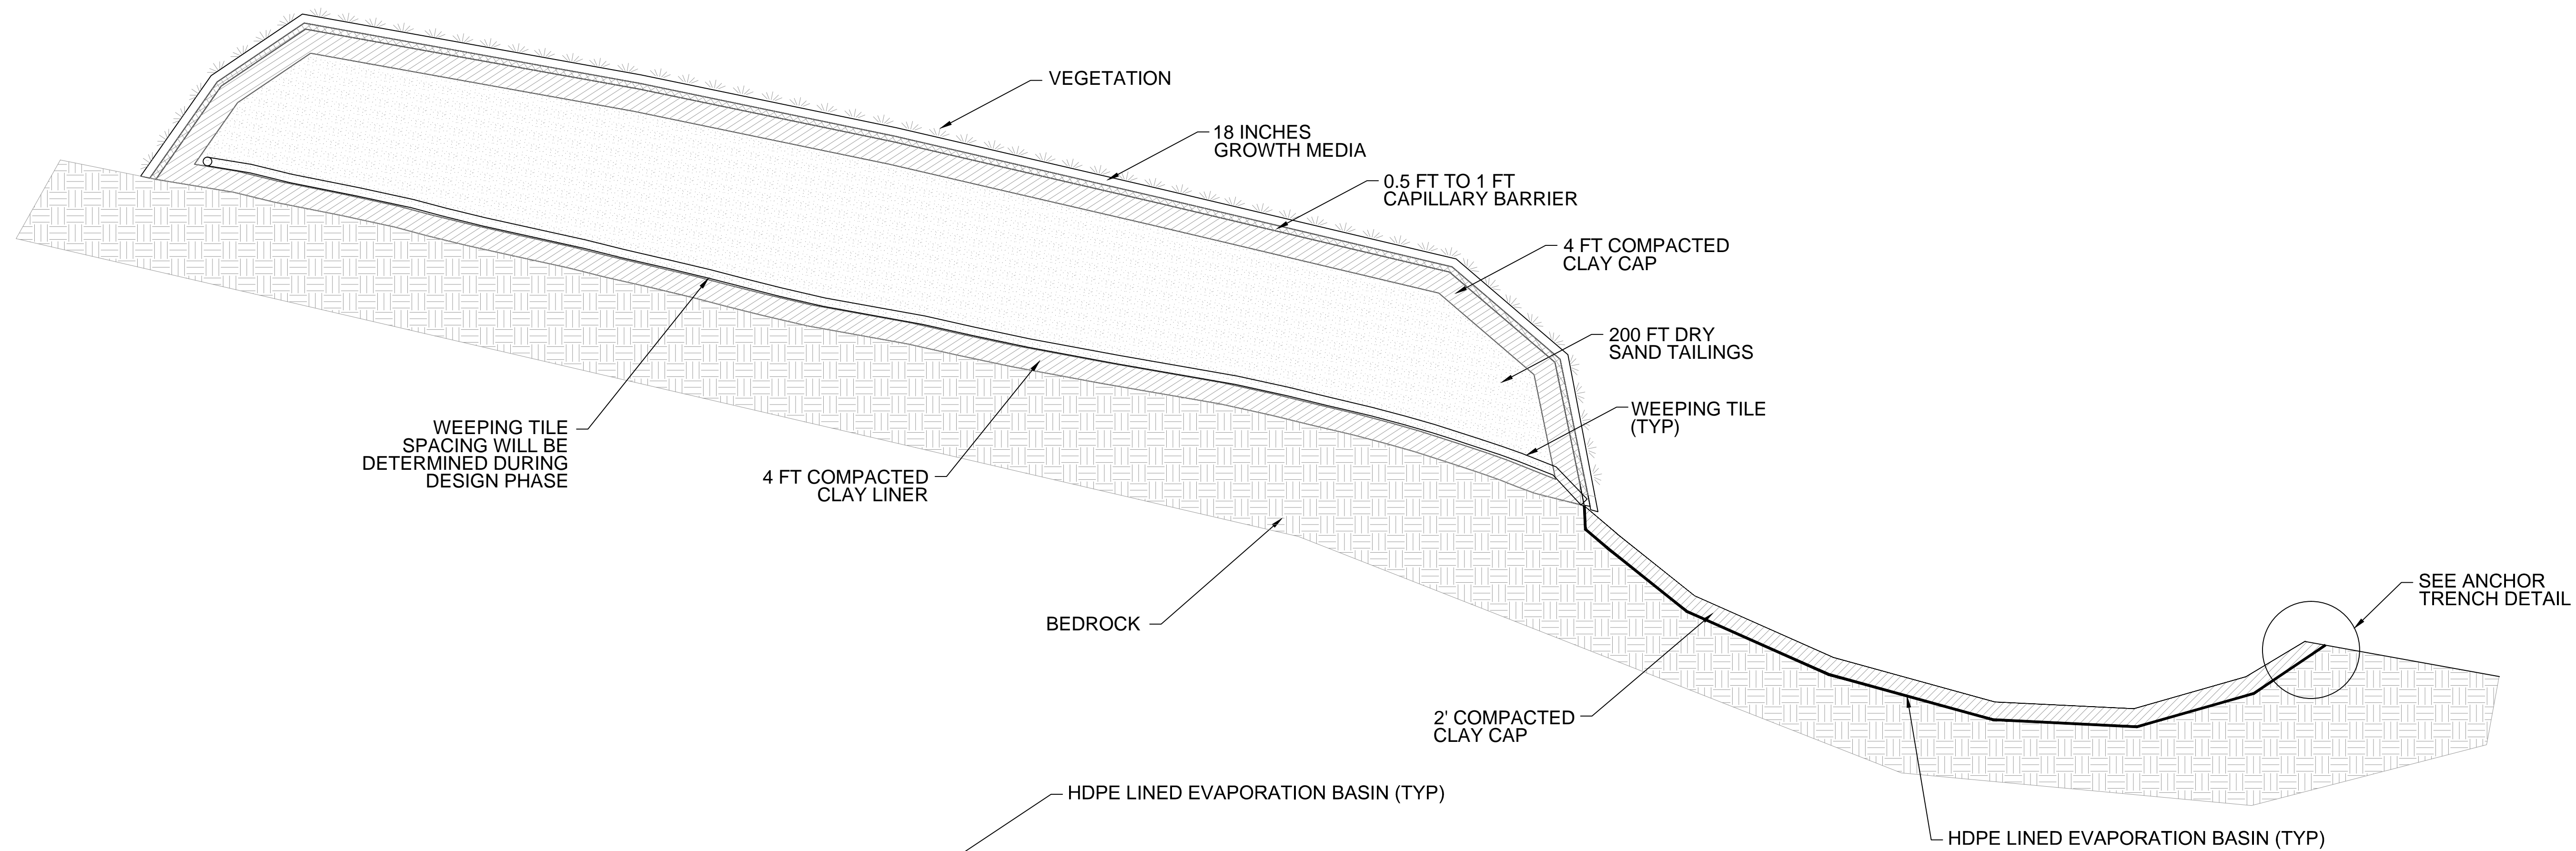 VEGETATION
18 INCHES
GROWTH MEDIA
0.5 FT TO 1 FT
CAPILLARY BARRIER
4 FT COMPACTED
CLAY CAP
200 FT DRY
SAND TAILINGS
WEEPING TILE
(TYP)
WEEPING TILE
SPACING WILL BE
DETERMINED DURING
DESIGN PHASE
4 FT COMPACTED
CLAY LINER
BEDROCK
SEE ANCHOR
TRENCH DETAIL
2' COMPACTED
CLAY CAP
HDPE LINED EVAPORATION BASIN (TYP)
HDPE LINED EVAPORATION BASIN (TYP)